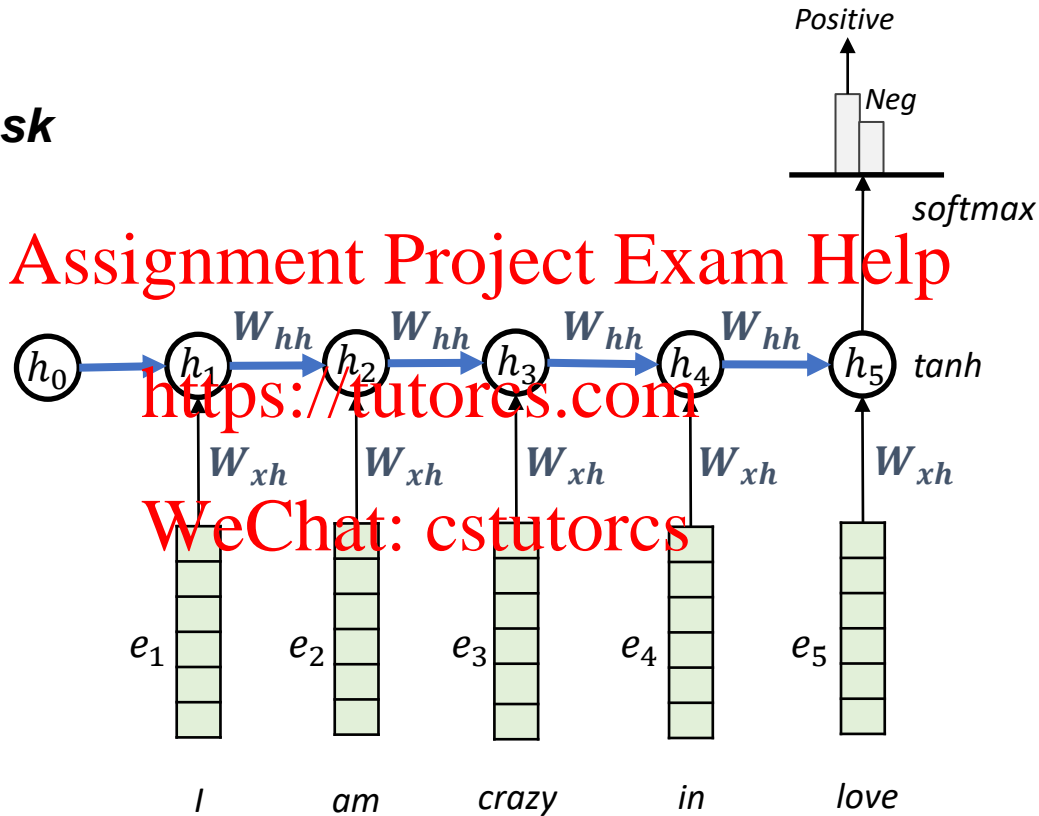 Positive
Neg
sk
softmax
Assignment Project Exam Help
W_hh W_hh W_hh W_hh
h_0 h_1 h_2 h_3 h_4 h_5 tanh
https://tutorcs.com
W_xh W_xh W_xh W_xh W_xh
WeChat: cstutorcs
e_1 e_2 e_3 e_4 e_5
I am crazy in love